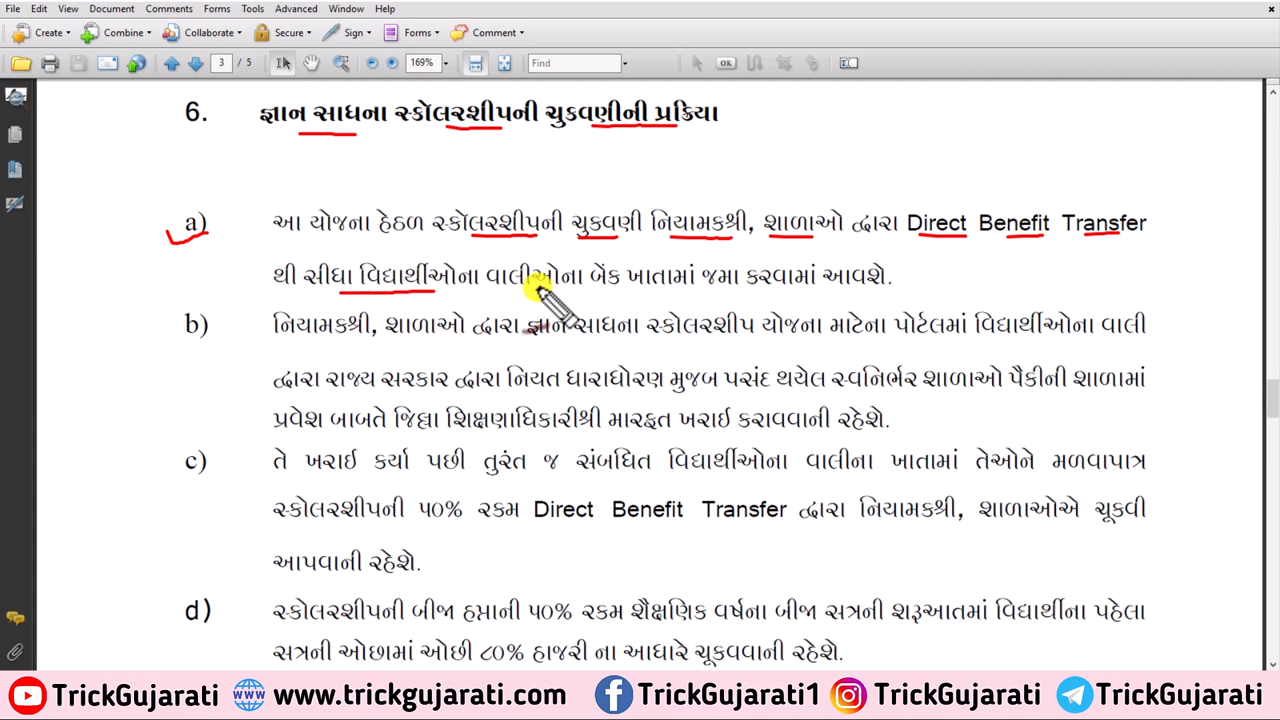 File Edit View Document Comments Forms Tools Advanced Window Help
Create Combine Collaborate Secure Sign Forms Comment
3 / 5 169% Find
6. જ્ઞાન સાધના સ્કૉલરશીપની ચુકવણીની પ્રક્રિયા
a) આ યોજના હેઠળ સ્કૉલરશીપની ચુકવણી નિયામકશ્રી, શાળાઓ દ્વારા Direct Benefit Transfer
થી સીધા વિદ્યાર્થીઓના વાલીઓના બેંક ખાતામાં જમા કરવામાં આવશે.
b) નિયામકશ્રી, શાળાઓ દ્વારા જ્ઞાન સાધના સ્કોલરશીપ યોજના માટેના પોર્ટલમાં વિદ્યાર્થીઓના વાલી
દ્વારા રાજ્ય સરકાર દ્વારા નિયત ધારાધોરણ મુજબ પસંદ થયેલ સ્વનિર્ભર શાળાઓ પૈકીની શાળામાં
પ્રવેશ બાબતે જિલ્લા શિક્ષણાધિકારીશ્રી મારફત ખરાઈ કરાવવાની રહેશે.
c) તે ખરાઈ કર્યા પછી તુરંત જ સંબધિત વિદ્યાર્થીઓના વાલીના ખાતામાં તેઓને મળવાપાત્ર
સ્કોલરશીપની ૫૦% રકમ Direct Benefit Transfer દ્વારા નિયામકશ્રી, શાળાઓએ ચૂકવી
આપવાની રહેશે.
d) સ્કોલરશીપની બીજા હપ્તાની ૫૦% રકમ શૈક્ષણિક વર્ષના બીજા સત્રની શરૂઆતમાં વિદ્યાર્થીના પહેલા
સત્રની ઓછામાં ઓછી ૮૦% હાજરી ના આધારે ચૂકવવાની રહેશે.
TrickGujarati www.trickgujarati.com TrickGujarati1 TrickGujarati TrickGujarati